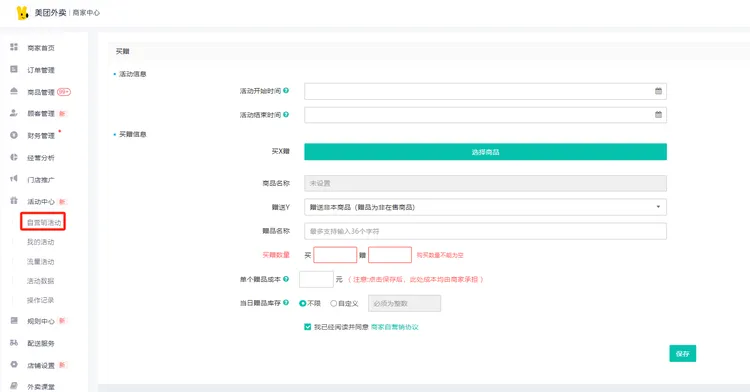 美团外卖 | 商家中心
商家首页
订单管理
商品管理 99+
顾客管理 新
财务管理
经营分析
门店推广
活动中心 新
自营销活动
我的活动
流量活动
活动数据
操作记录
规则中心 新
配送服务
店铺设置 新
外卖课堂
买赠
活动信息
活动开始时间
活动结束时间
买赠信息
买X赠 选择商品
商品名称 未设置
赠送Y 赠送非本商品（赠品为非在售商品）
赠品名称 最多支持输入36个字符
买赠数量 买 赠 购买数量不能为空
单个赠品成本 元 （注意:点击保存后，此处成本均由商家承担）
当日赠品库存 不限 自定义 必须为整数
我已经阅读并同意 商家自营销协议
保存